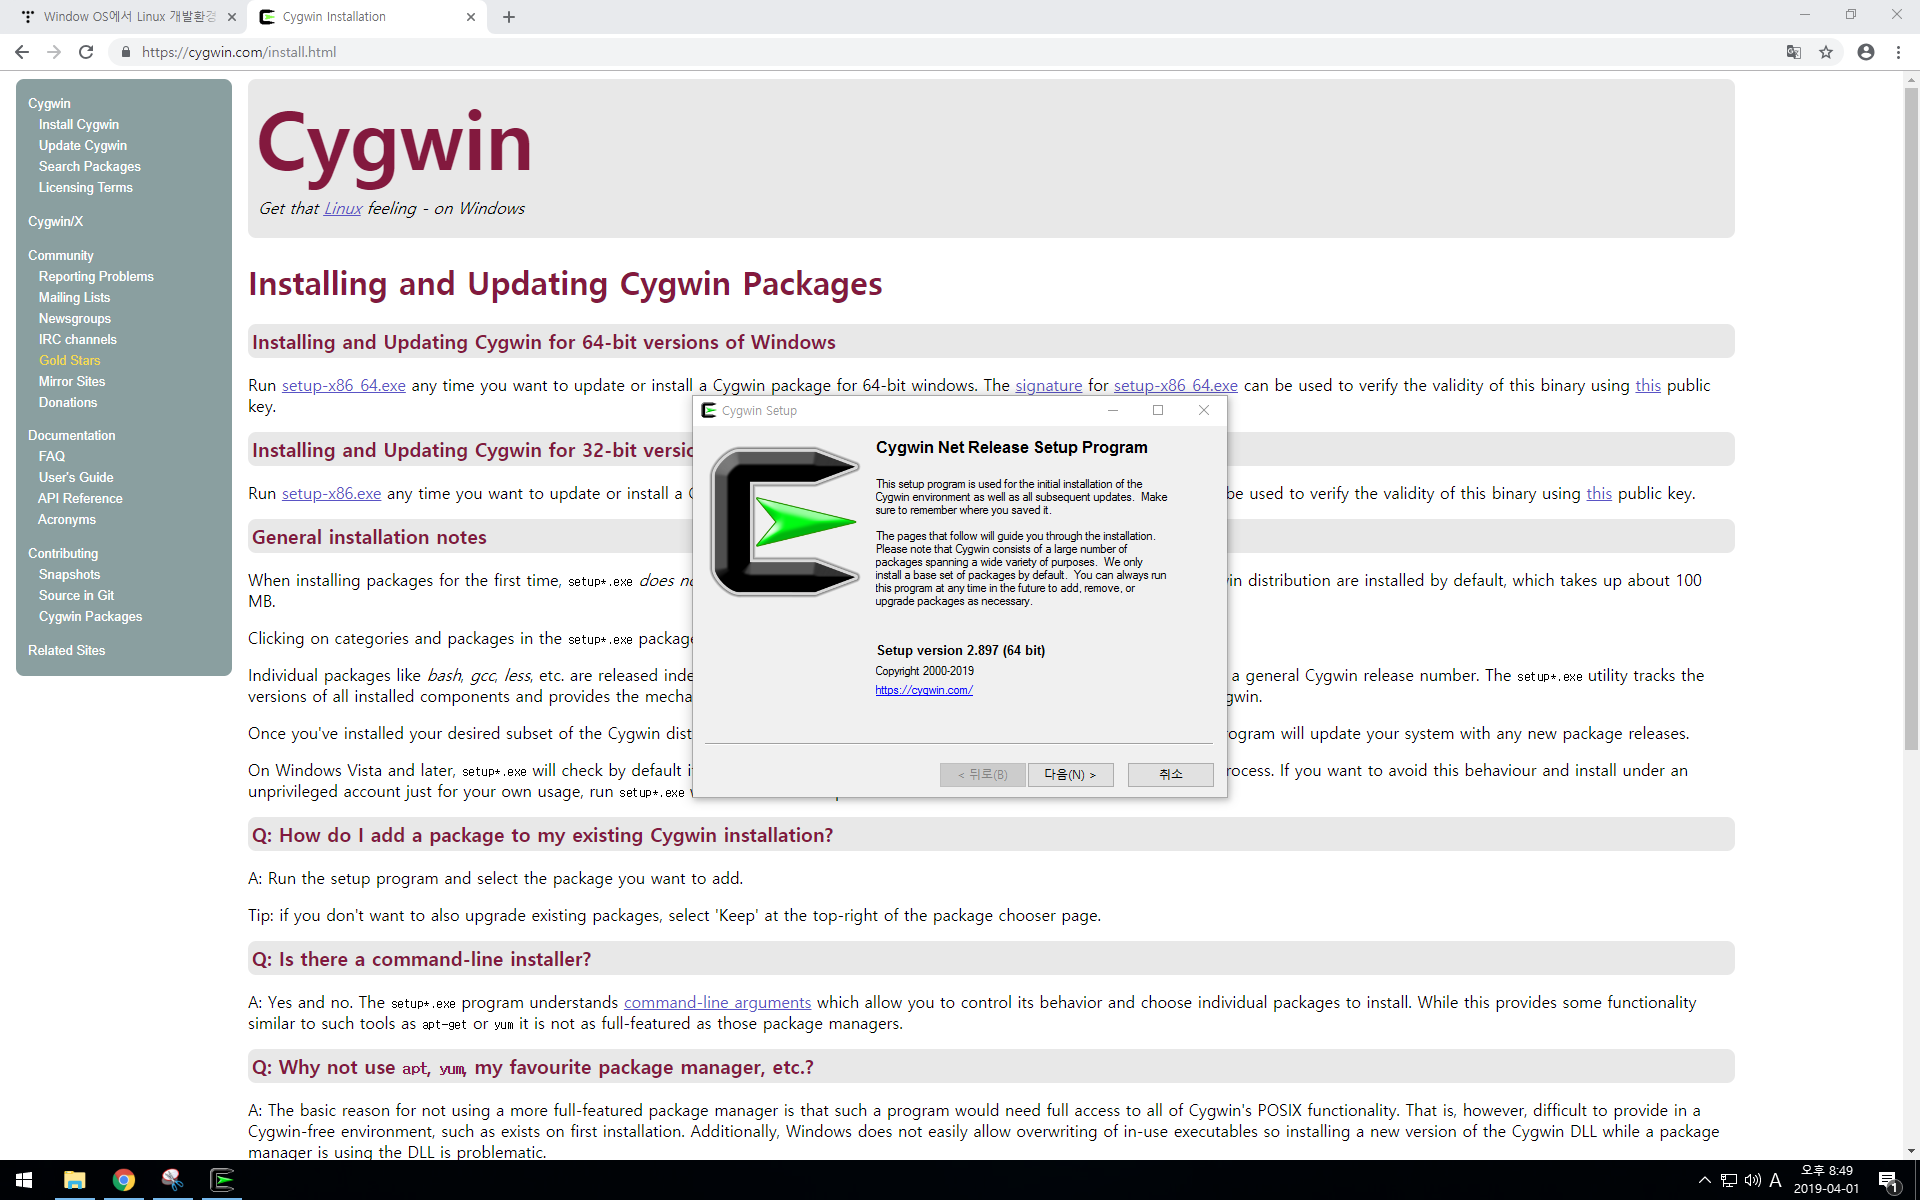 Window OS에서 Linux 개발환경
Cygwin Installation
https://cygwin.com/install.html
Cygwin
Install Cygwin
Update Cygwin
Search Packages
Licensing Terms
Cygwin/X
Community
Reporting Problems
Mailing Lists
Newsgroups
IRC channels
Gold Stars
Mirror Sites
Donations
Documentation
FAQ
User's Guide
API Reference
Acronyms
Contributing
Snapshots
Source in Git
Cygwin Packages
Related Sites
Cygwin
Get that Linux feeling - on Windows
Installing and Updating Cygwin Packages
Installing and Updating Cygwin for 64-bit versions of Windows
Run setup-x86_64.exe any time you want to update or install a Cygwin package for 64-bit windows. The signature for setup-x86_64.exe can be used to verify the validity of this binary using this public
key.
Installing and Updating Cygwin for 32-bit versio
Run setup-x86.exe any time you want to update or install a C be used to verify the validity of this binary using this public key.
General installation notes
When installing packages for the first time, setup*.exe does no in distribution are installed by default, which takes up about 100
MB.
Clicking on categories and packages in the setup*.exe package
Individual packages like bash, gcc, less, etc. are released inde a general Cygwin release number. The setup*.exe utility tracks the
versions of all installed components and provides the mecha gwin.
Once you've installed your desired subset of the Cygwin dist ogram will update your system with any new package releases.
On Windows Vista and later, setup*.exe will check by default i rocess. If you want to avoid this behaviour and install under an
unprivileged account just for your own usage, run setup*.exe
Q: How do I add a package to my existing Cygwin installation?
A: Run the setup program and select the package you want to add.
Tip: if you don't want to also upgrade existing packages, select 'Keep' at the top-right of the package chooser page.
Q: Is there a command-line installer?
A: Yes and no. The setup*.exe program understands command-line arguments which allow you to control its behavior and choose individual packages to install. While this provides some functionality
similar to such tools as apt-get or yum it is not as full-featured as those package managers.
Q: Why not use apt, yum, my favourite package manager, etc.?
A: The basic reason for not using a more full-featured package manager is that such a program would need full access to all of Cygwin's POSIX functionality. That is, however, difficult to provide in a
Cygwin-free environment, such as exists on first installation. Additionally, Windows does not easily allow overwriting of in-use executables so installing a new version of the Cygwin DLL while a package
manager is using the DLL is problematic.
Cygwin Setup
Cygwin Net Release Setup Program
This setup program is used for the initial installation of the
Cygwin environment as well as all subsequent updates. Make
sure to remember where you saved it.
The pages that follow will guide you through the installation.
Please note that Cygwin consists of a large number of
packages spanning a wide variety of purposes. We only
install a base set of packages by default. You can always run
this program at any time in the future to add, remove, or
upgrade packages as necessary.
Setup version 2.897 (64 bit)
Copyright 2000-2019
https://cygwin.com/
< 뒤로(B)
다음(N) >
취소
A
오후 8:49
2019-04-01
1